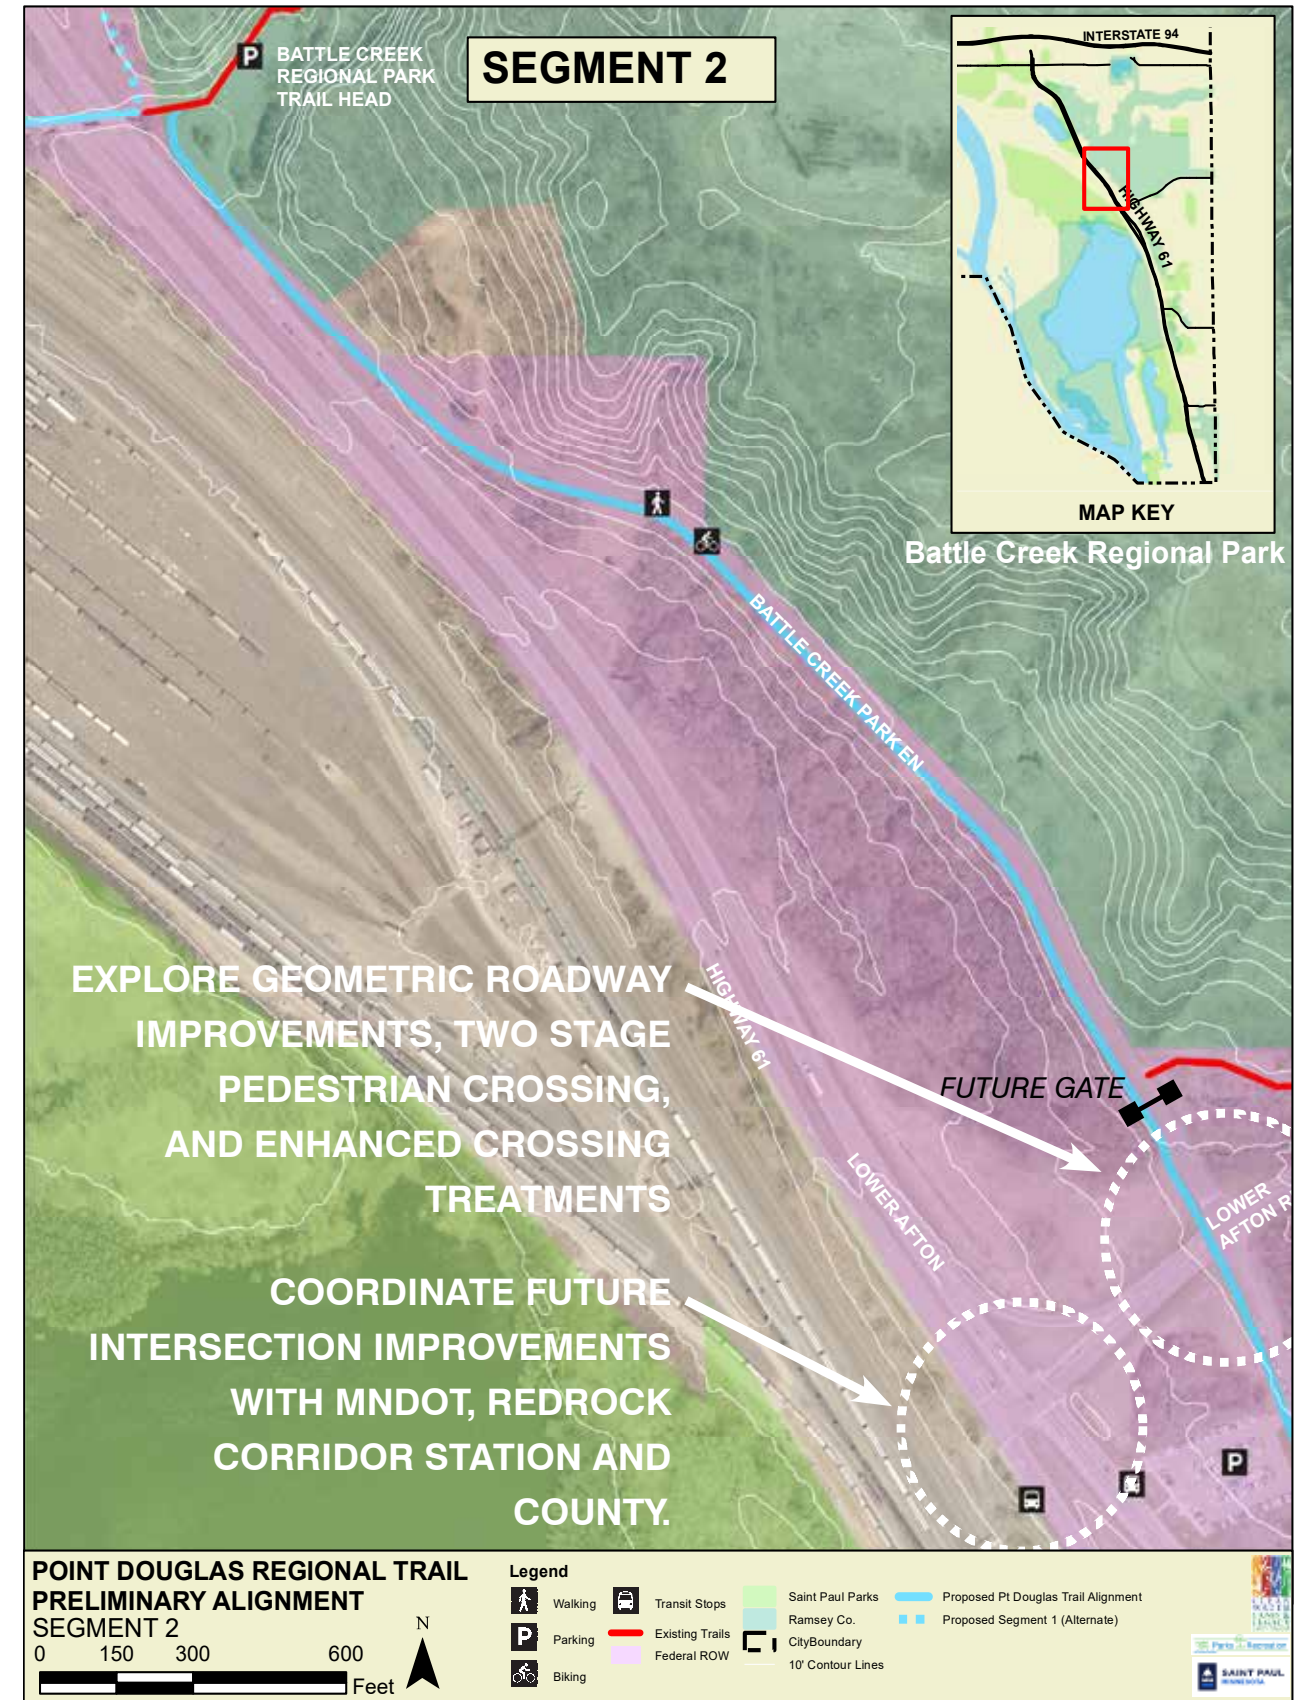 SEGMENT 2
P
BATTLE CREEK
REGIONAL PARK
TRAIL HEAD
INTERSTATE 94
HIGHWAY 61
MAP KEY
Battle Creek Regional Park
BATTLE CREEK PARK EN
HIGHWAY 61
EXPLORE GEOMETRIC ROADWAY
IMPROVEMENTS, TWO STAGE
PEDESTRIAN CROSSING,
AND ENHANCED CROSSING
TREATMENTS
FUTURE GATE
LOWER AFTON
LOWER
AFTON R
COORDINATE FUTURE
INTERSECTION IMPROVEMENTS
WITH MNDOT, REDROCK
CORRIDOR STATION AND
COUNTY.
P
POINT DOUGLAS REGIONAL TRAIL
PRELIMINARY ALIGNMENT
SEGMENT 2
0 150 300 600
Feet
N
Legend
Walking
P Parking
Biking
Transit Stops
Existing Trails
Federal ROW
Saint Paul Parks
Ramsey Co.
CityBoundary
10' Contour Lines
Proposed Pt Douglas Trail Alignment
Proposed Segment 1 (Alternate)
Parks Recreation
SAINT PAUL
MINNESOTA